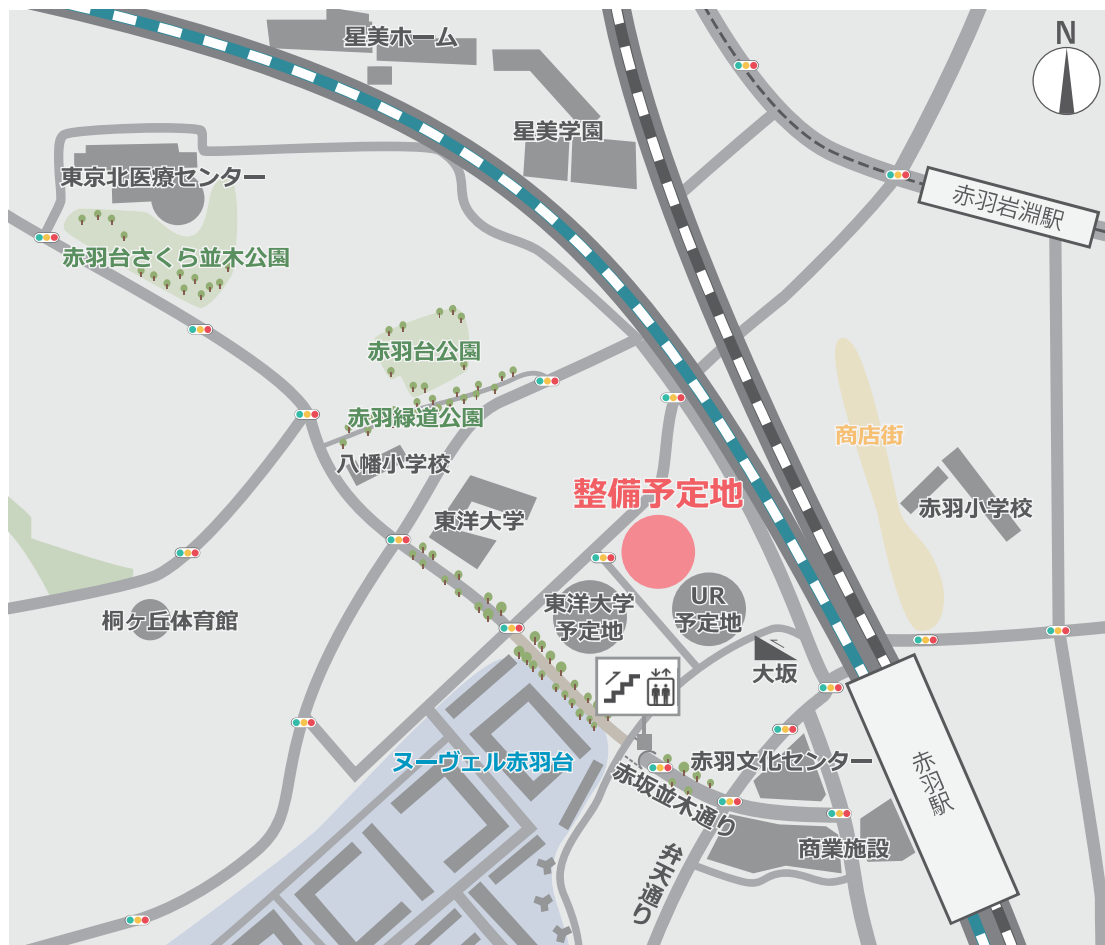 星美ホーム
N
星美学園
東京北医療センター
赤羽岩淵駅
赤羽台さくら並木公園
赤羽台公園
赤羽緑道公園
商店街
八幡小学校
整備予定地
赤羽小学校
東洋大学
東洋大学
予定地
UR
予定地
桐ヶ丘体育館
大坂
ヌーヴェル赤羽台
赤羽文化センター
赤羽駅
赤坂並木通り
商業施設
弁天通り